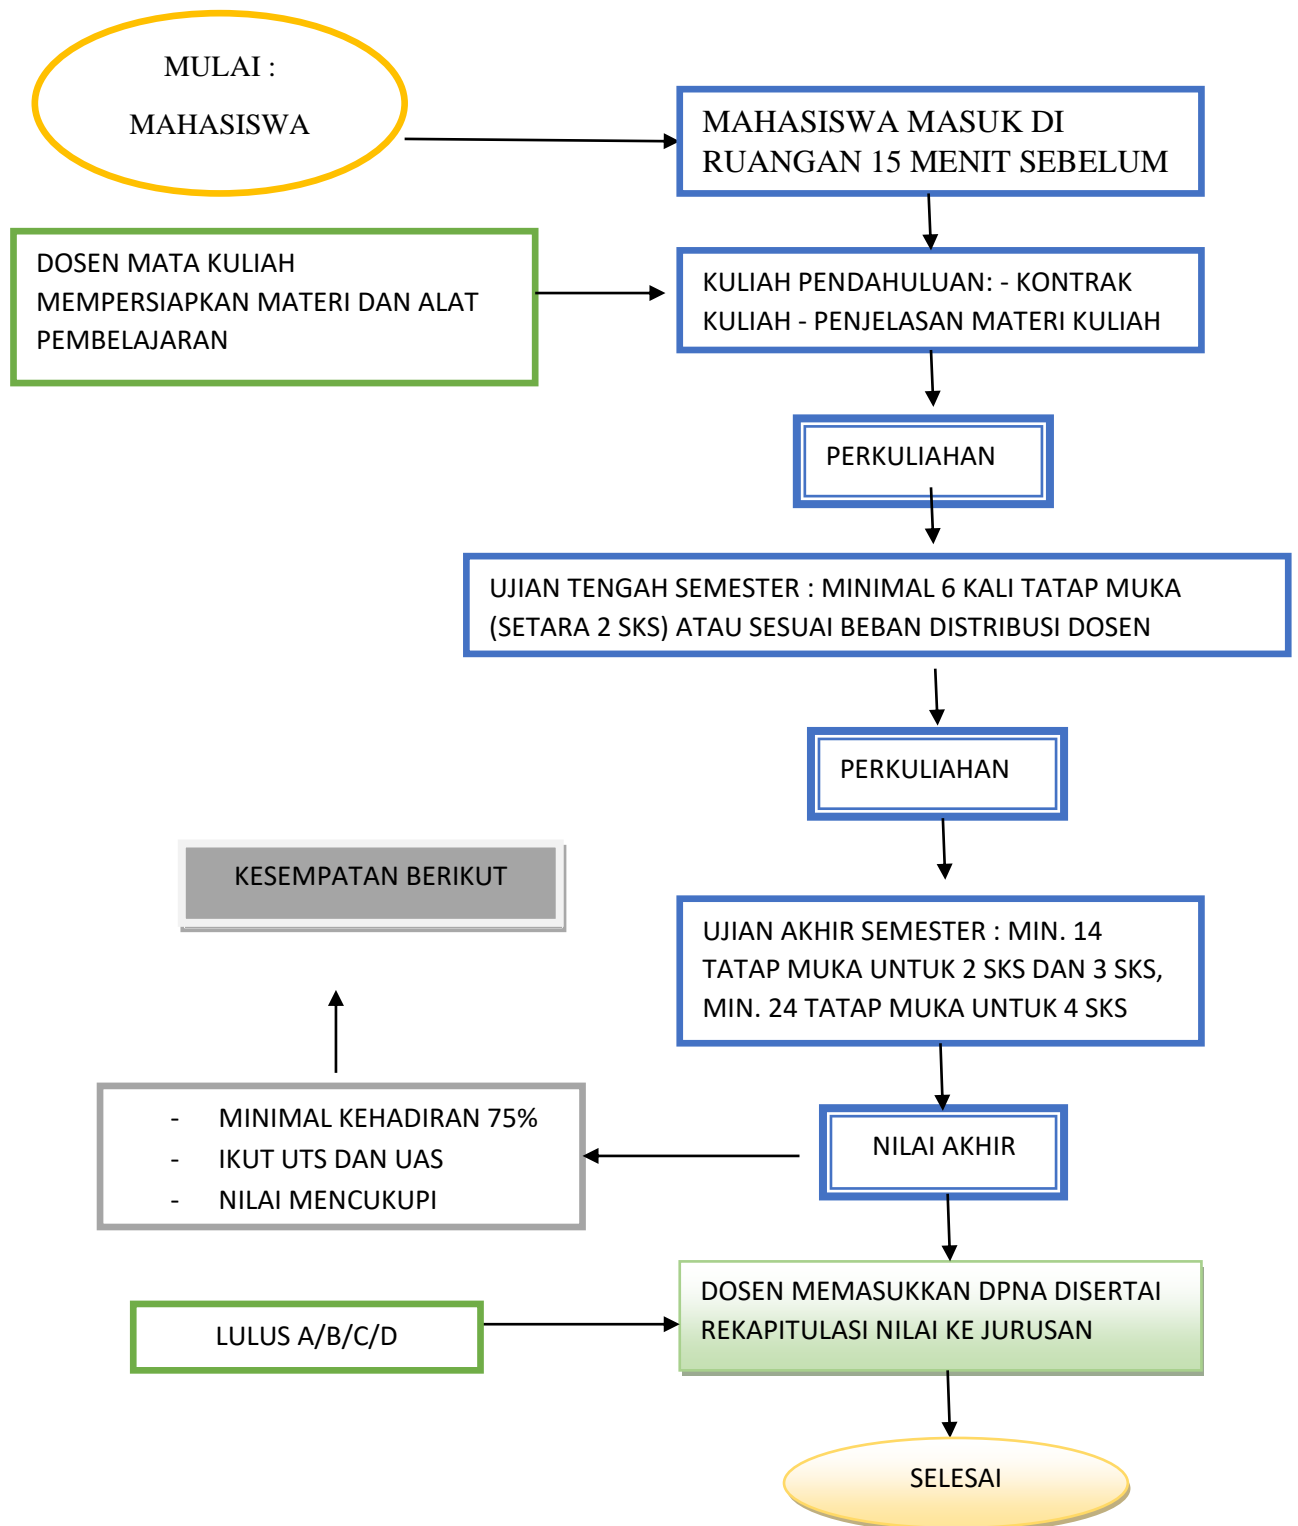 MULAI :
MAHASISWA
MAHASISWA MASUK DI
RUANGAN 15 MENIT SEBELUM
DOSEN MATA KULIAH
MEMPERSIAPKAN MATERI DAN ALAT
PEMBELAJARAN
KULIAH PENDAHULUAN: - KONTRAK
KULIAH - PENJELASAN MATERI KULIAH
PERKULIAHAN
UJIAN TENGAH SEMESTER : MINIMAL 6 KALI TATAP MUKA
(SETARA 2 SKS) ATAU SESUAI BEBAN DISTRIBUSI DOSEN
PERKULIAHAN
KESEMPATAN BERIKUT
UJIAN AKHIR SEMESTER : MIN. 14
TATAP MUKA UNTUK 2 SKS DAN 3 SKS,
MIN. 24 TATAP MUKA UNTUK 4 SKS
- MINIMAL KEHADIRAN 75%
- IKUT UTS DAN UAS
- NILAI MENCUKUPI
NILAI AKHIR
DOSEN MEMASUKKAN DPNA DISERTAI
REKAPITULASI NILAI KE JURUSAN
LULUS A/B/C/D
SELESAI